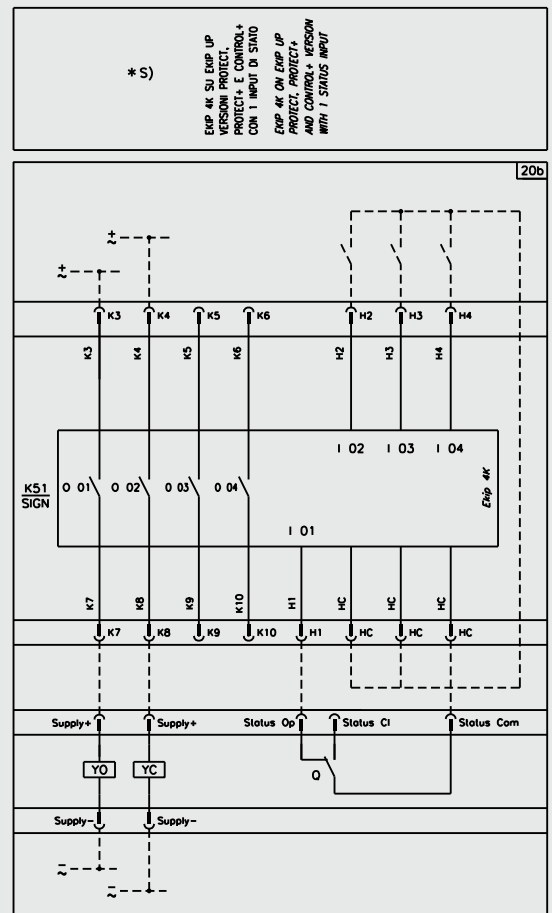 * S)
EKIP 4K SU EKIP UP
VERSIONI PROTECT,
PROTECT+ E CONTROL+
CON 1 INPUT DI STATO
EKIP 4K ON EKIP UP
PROTECT, PROTECT+
AND CONTROL+ VERSION
WITH 1 STATUS INPUT
20b
+
~
+
~
K3 K4 K5 K6 H2 H3 H4
K3 K4 K5 K6 H2 H3 H4
I 02 I 03 I 04
K51
SIGN
O 01 O 02 O 03 O 04
Ekip 4K
I 01
K7 K8 K9 K10 H1 HC HC HC
K7 K8 K9 K10 H1 HC HC HC
Supply+ Supply+ Status Op Status Cl Status Com
YO YC
Q
Supply- Supply-
-
~
-
~